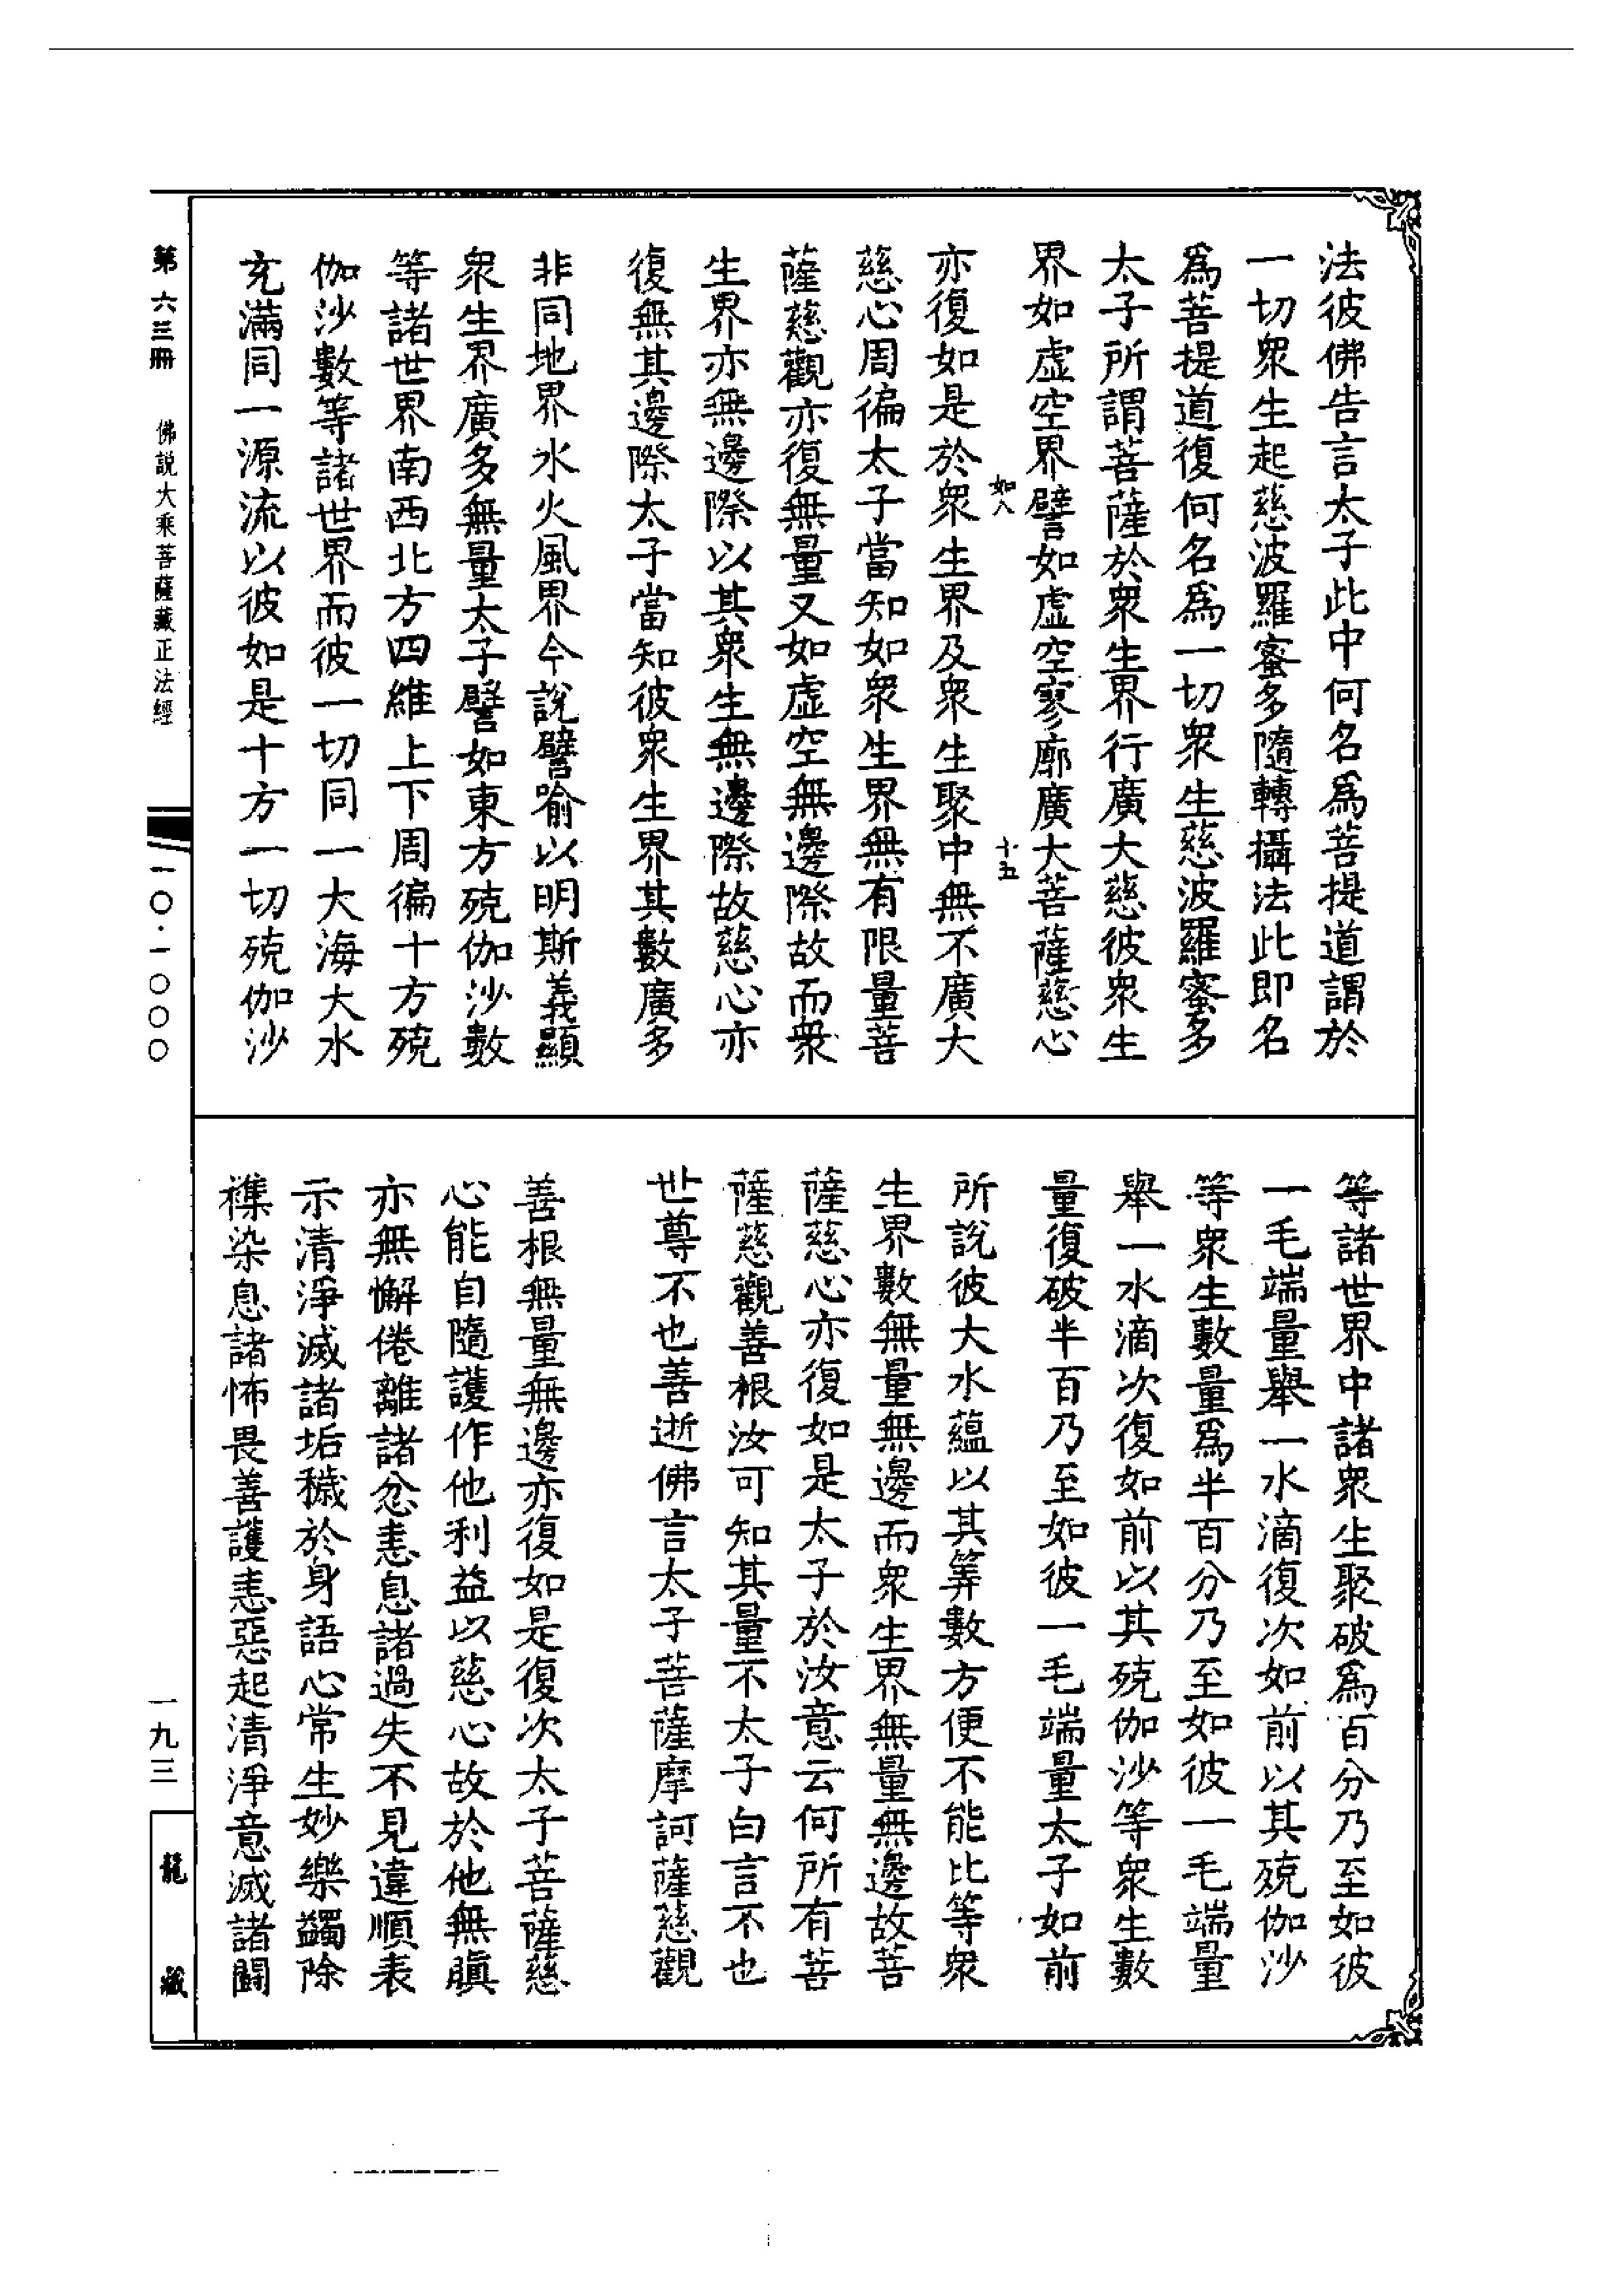 法彼佛告言太子此中何名爲菩提道謂於
一切衆生起慈波羅蜜多隨轉攝法此即名
爲菩提道復何名爲一切衆生慈波羅蜜多
太子所謂菩薩於衆生界行廣大慈彼衆生
界如虛空界譬如虛空寥廓廣大菩薩慈心
如八
十五
亦復如是於衆生界及衆生聚中無不廣大
慈心周徧太子當知如衆生界無有限量菩
薩慈觀亦復無量又如虛空無邊際故而衆
生界亦無邊際以其衆生無邊際故慈心亦
復無其邊際太子當知彼衆生界其數廣多
非同地界水火風界今說譬喻以明斯義顯
衆生界廣多無量太子譬如東方殑伽沙數
等諸世界南西北方四維上下周徧十方殑
伽沙數等諸世界而彼一切同一大海大水
充滿同一源流以彼如是十方一切殑伽沙
等諸世界中諸衆生聚破爲百分乃至如彼
一毛端量舉一水滴復次如前以其殑伽沙
等衆生數量爲半百分乃至如彼一毛端量
舉一水滴次復如前以其殑伽沙等衆生數
量復破半百乃至如彼一毛端量太子如前
所說彼大水蘊以其筭數方便不能比等衆
生界數無量無邊而衆生界無量無邊故菩
薩慈心亦復如是太子於汝意云何所有菩
薩慈觀善根汝可知其量不太子白言不也
世尊不也善逝佛言太子菩薩摩訶薩慈觀
善根無量無邊亦復如是復次太子菩薩慈
心能自隨護作他利益以慈心故於他無瞋
亦無懈倦離諸忿恚息諸過失不見違順表
示清淨滅諸垢穢於身語心常生妙樂蠲除
襍染息諸怖畏善護恚惡起清淨意滅諸鬬
第六三冊
佛說大乘菩薩藏正法經
一〇·一〇〇〇
一九三
龍藏